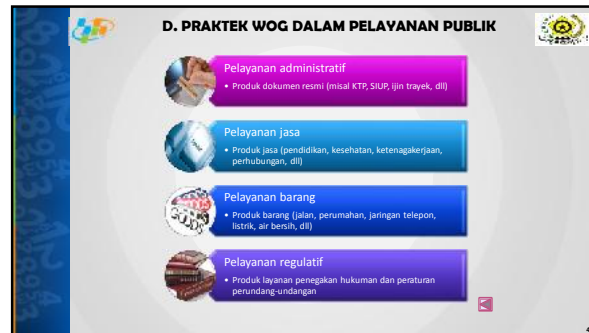 D. PRAKTEK WOG DALAM PELAYANAN PUBLIK
Pelayanan administratif
• Produk dokumen resmi (misal KTP, SIUP, ijin trayek, dll)
Pelayanan jasa
• Produk jasa (pendidikan, kesehatan, ketenagakerjaan,
perhubungan, dll)
Pelayanan barang
• Produk barang (jalan, perumahan, jaringan telepon,
listrik, air bersih, dll)
GOODS
Pelayanan regulatif
• Produk layanan penegakan hukuman dan peraturan
perundang-undangan